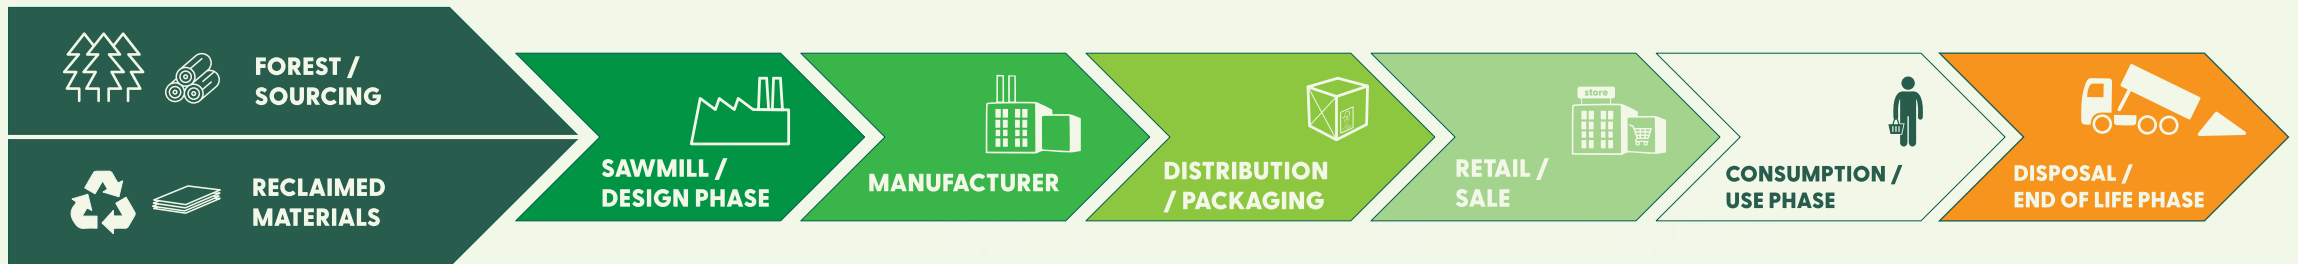 FOREST /
SOURCING
RECLAIMED
MATERIALS
SAWMILL /
DESIGN PHASE
MANUFACTURER
DISTRIBUTION
/ PACKAGING
store
RETAIL /
SALE
CONSUMPTION /
USE PHASE
DISPOSAL /
END OF LIFE PHASE